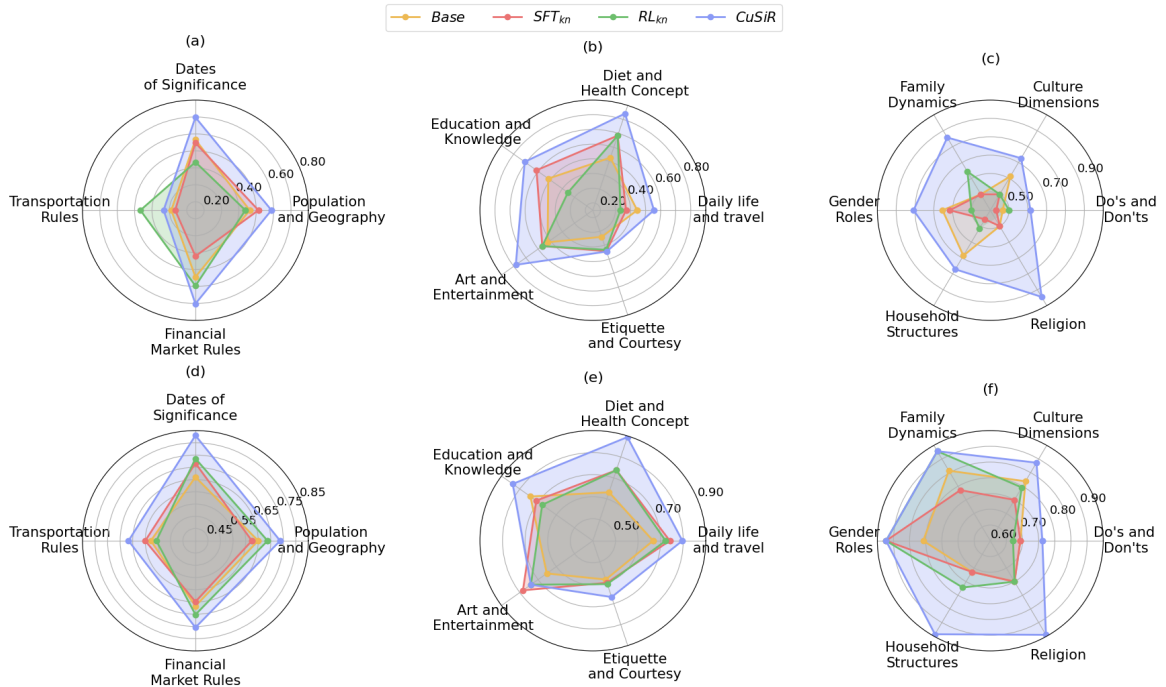 Base SFT_kn RL_kn CuSiR
(a)
Dates
of Significance
0.80
0.60
0.40
0.20
Transportation
Rules
Population
and Geography
Financial
Market Rules
(b)
Diet and
Health Concept
Education and
Knowledge
0.80
0.60
0.40
0.20
Daily life
and travel
Art and
Entertainment
Etiquette
and Courtesy
(c)
Family
Dynamics
Culture
Dimensions
0.90
0.70
0.50
Gender
Roles
Do's and
Don'ts
Household
Structures
Religion
(d)
Dates of
Significance
0.85
0.75
0.65
0.55
0.45
Transportation
Rules
Population
and Geography
Financial
Market Rules
(e)
Diet and
Health Concept
Education and
Knowledge
0.90
0.70
0.50
Daily life
and travel
Art and
Entertainment
Etiquette
and Courtesy
(f)
Family
Dynamics
Culture
Dimensions
0.90
0.80
0.70
0.60
Gender
Roles
Do's and
Don'ts
Household
Structures
Religion